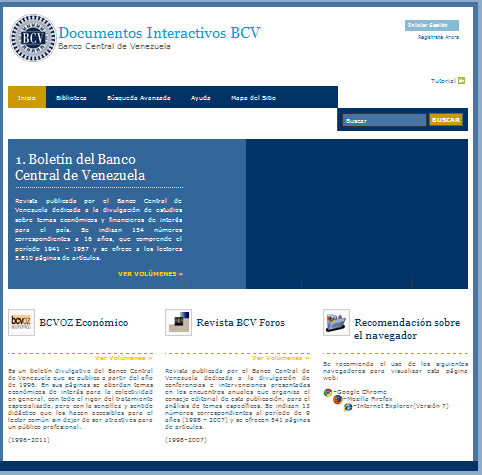 BCV
Documentos Interactivos BCV
Banco Central de Venezuela
Iniciar Sesión
Regístrate Ahora
Tutorial
Inicio
Biblioteca
Búsqueda Avanzada
Ayuda
Mapa del Sitio
Buscar
BUSCAR
1. Boletín del Banco
Central de Venezuela
Revista publicada por el Banco Central de
Venezuela dedicada a la divulgación de estudios
sobre temas económicos y financieros de interés
para el país. Se indizan 154 números
correspondientes a 16 años, que comprende el
período 1941 – 1957 y se ofrece a los lectores
5.810 páginas de artículos.
VER VOLÚMENES »
bcvoz
BCVOZ Económico
Ver Volúmenes »
Es un boletín divulgativo del Banco Central
de Venezuela que se publica a partir del año
de 1996. En sus páginas se abordan temas
económicos de interés para la colectividad
en general, con todo el rigor del tratamiento
especializado, pero con la sencillez y sentido
didáctico que los hacen accesibles para el
lector común sin dejar de ser atractivos para
un público profesional.
(1996-2011)
Revista BCV Foros
Ver Volúmenes »
Revista publicada por el Banco Central de
Venezuela dedicada a la divulgación de
conferencias e intervenciones presentadas
en los encuentros anuales que organiza el
consejo editorial de esta publicación, para el
análisis de temas específicos. Se indizan 13
números correspondientes al período de 9
años (1998 – 2007) y se ofrecen 541 páginas
de artículos.
(1998-2007)
Recomendación sobre
el navegador
Se recomienda el uso de los siguientes
navegadores para visualizar esta página
web:
-Google Chrome
-Mozilla Firefox
-Internet Explorer(Versión 7)